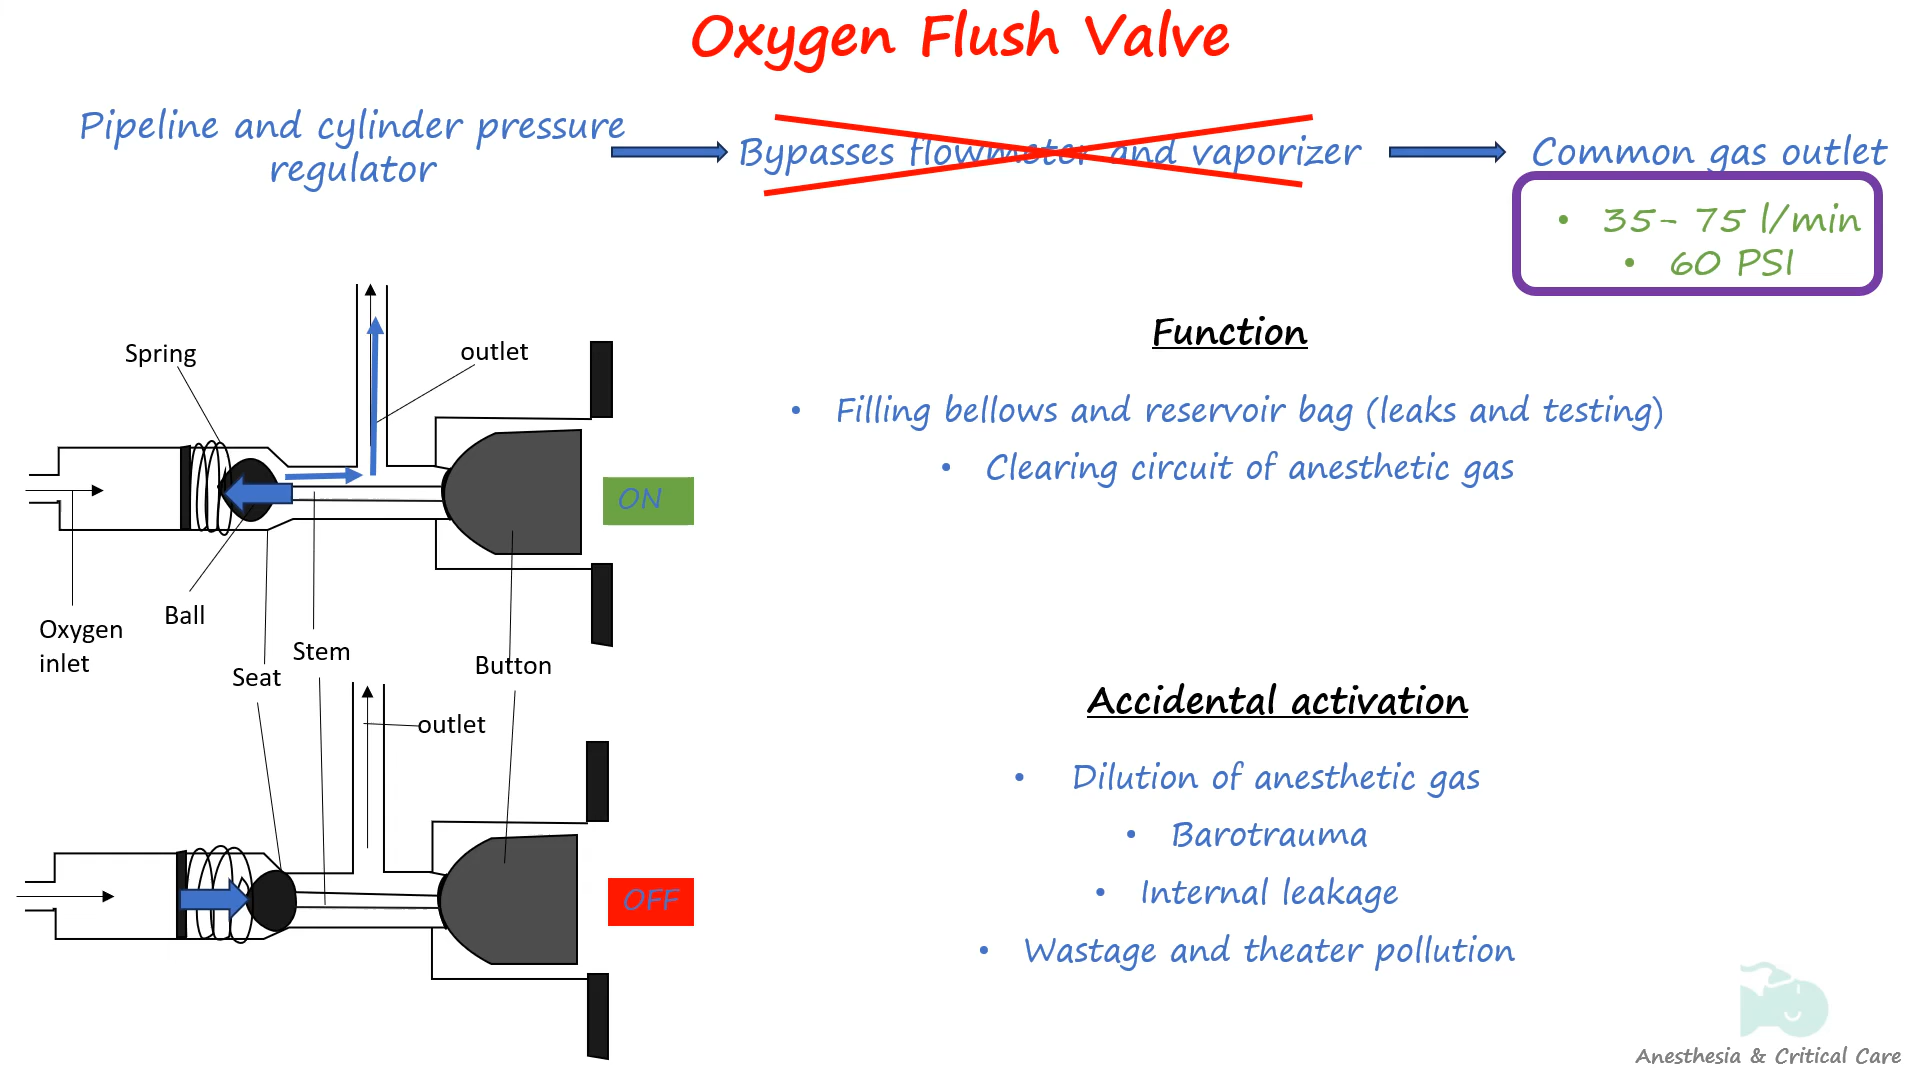 Oxygen Flush Valve
Pipeline and cylinder pressure
regulator
Bypasses flowmeter and vaporizer
Common gas outlet
• 35- 75 l/min
• 60 PSI
Function
• Filling bellows and reservoir bag (leaks and testing)
• Clearing circuit of anesthetic gas
Spring
outlet
ON
Ball
Oxygen
inlet
Stem
Seat
Button
outlet
OFF
Accidental activation
• Dilution of anesthetic gas
• Barotrauma
• Internal leakage
• Wastage and theater pollution
Anesthesia & Critical Care